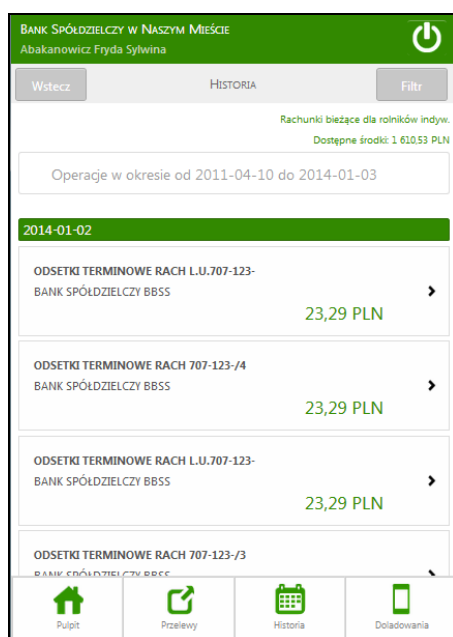 Bank Spółdzielczy w Naszym Mieście
Abakanowicz Fryda Sylwina
Wstecz
Historia
Filtr
Rachunki bieżące dla rolników indyw.
Dostępne środki: 1 610,53 PLN
Operacje w okresie od 2011-04-10 do 2014-01-03
2014-01-02
ODSETKI TERMINOWE RACH L.U.707-123-
BANK SPÓŁDZIELCZY BBSS
23,29 PLN
ODSETKI TERMINOWE RACH 707-123-/4
BANK SPÓŁDZIELCZY BBSS
23,29 PLN
ODSETKI TERMINOWE RACH L.U.707-123-
BANK SPÓŁDZIELCZY BBSS
23,29 PLN
ODSETKI TERMINOWE RACH 707-123-/3
BANK SPÓŁDZIELCZY BBSS
Pulpit
Przelewy
Historia
Doładowania